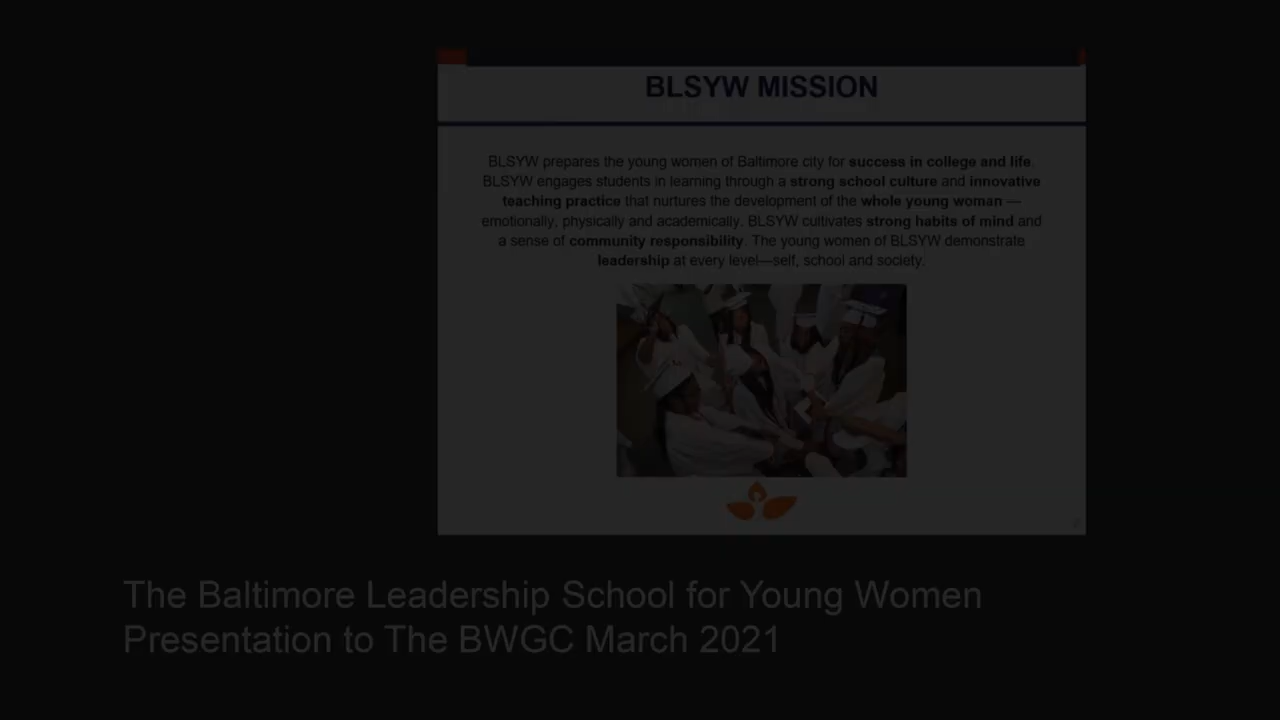 BLSYW MISSION
BLSYW prepares the young women of Baltimore city for success in college and life.
BLSYW engages students in learning through a strong school culture and innovative
teaching practice that nurtures the development of the whole young woman —
emotionally, physically and academically. BLSYW cultivates strong habits of mind and
a sense of community responsibility. The young women of BLSYW demonstrate
leadership at every level—self, school and society.
The Baltimore Leadership School for Young Women
Presentation to The BWGC March 2021